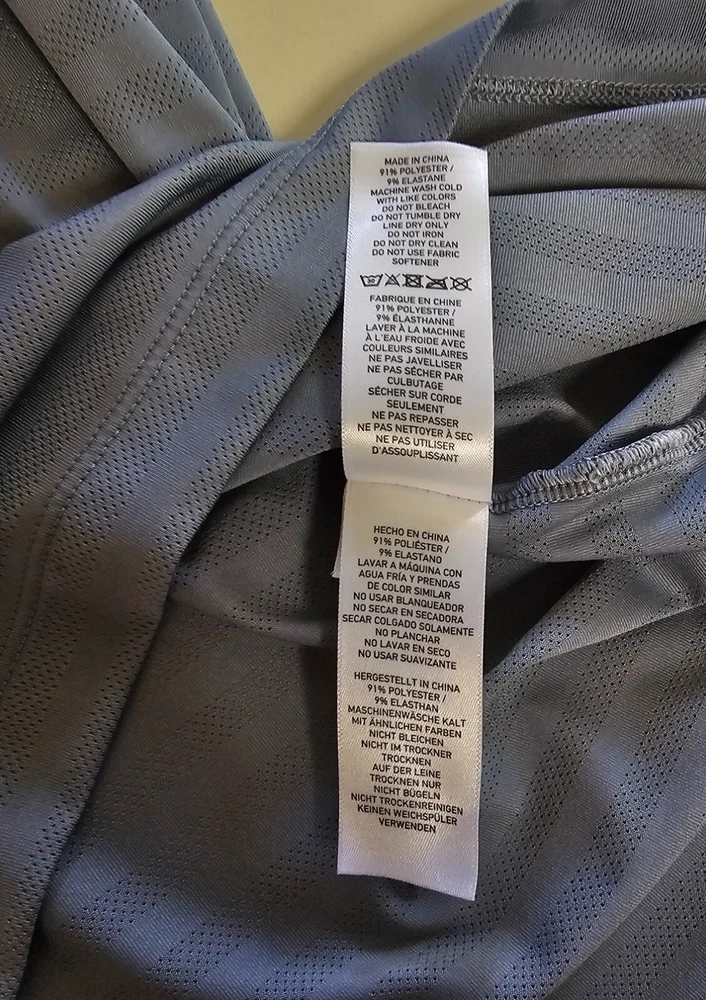 MADE IN CHINA
91% POLYESTER /
9% ELASTANE
MACHINE WASH COLD
WITH LIKE COLORS
DO NOT BLEACH
DO NOT TUMBLE DRY
LINE DRY ONLY
DO NOT IRON
DO NOT DRY CLEAN
DO NOT USE FABRIC
SOFTENER
30
FABRIQUE EN CHINE
91% POLYESTER /
9% ÉLASTHANNE
LAVER À LA MACHINE
À L'EAU FROIDE AVEC
COULEURS SIMILAIRES
NE PAS JAVELLISER
NE PAS SÉCHER PAR
CULBUTAGE
SÉCHER SUR CORDE
SEULEMENT
NE PAS REPASSER
NE PAS NETTOYER À SEC
NE PAS UTILISER
D'ASSOUPLISSANT
HECHO EN CHINA
91% POLIÉSTER /
9% ELASTANO
LAVAR A MÁQUINA CON
AGUA FRÍA Y PRENDAS
DE COLOR SIMILAR
NO USAR BLANQUEADOR
NO SECAR EN SECADORA
SECAR COLGADO SOLAMENTE
NO PLANCHAR
NO LAVAR EN SECO
NO USAR SUAVIZANTE
HERGESTELLT IN CHINA
91% POLYESTER /
9% ELASTHAN
MASCHINENWÄSCHE KALT
MIT ÄHNLICHEN FARBEN
NICHT BLEICHEN
NICHT IM TROCKNER
TROCKNEN
AUF DER LEINE
TROCKNEN NUR
NICHT BÜGELN
NICHT TROCKENREINIGEN
KEINEN WEICHSPÜLER
VERWENDEN